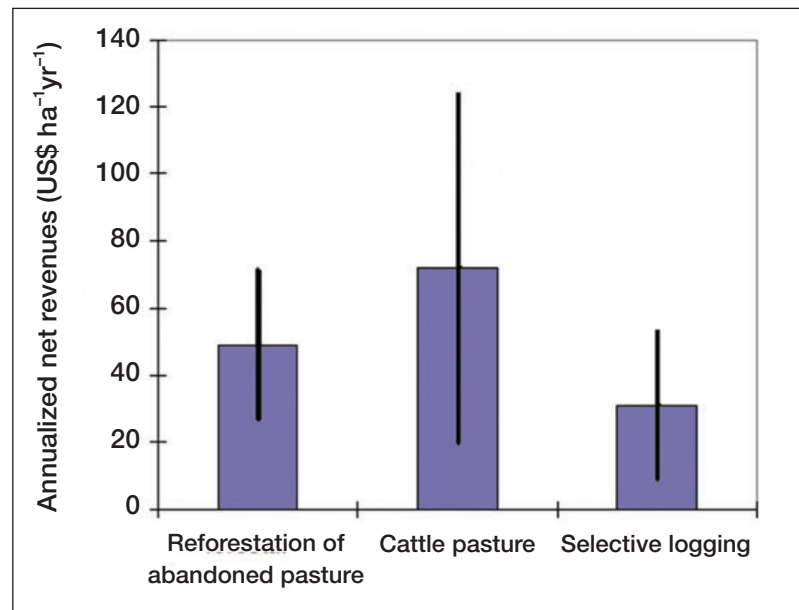 Annualized net revenues (US$ ha⁻¹yr⁻¹)
140
120
100
80
60
40
20
0
Reforestation of
abandoned pasture
Cattle pasture
Selective logging